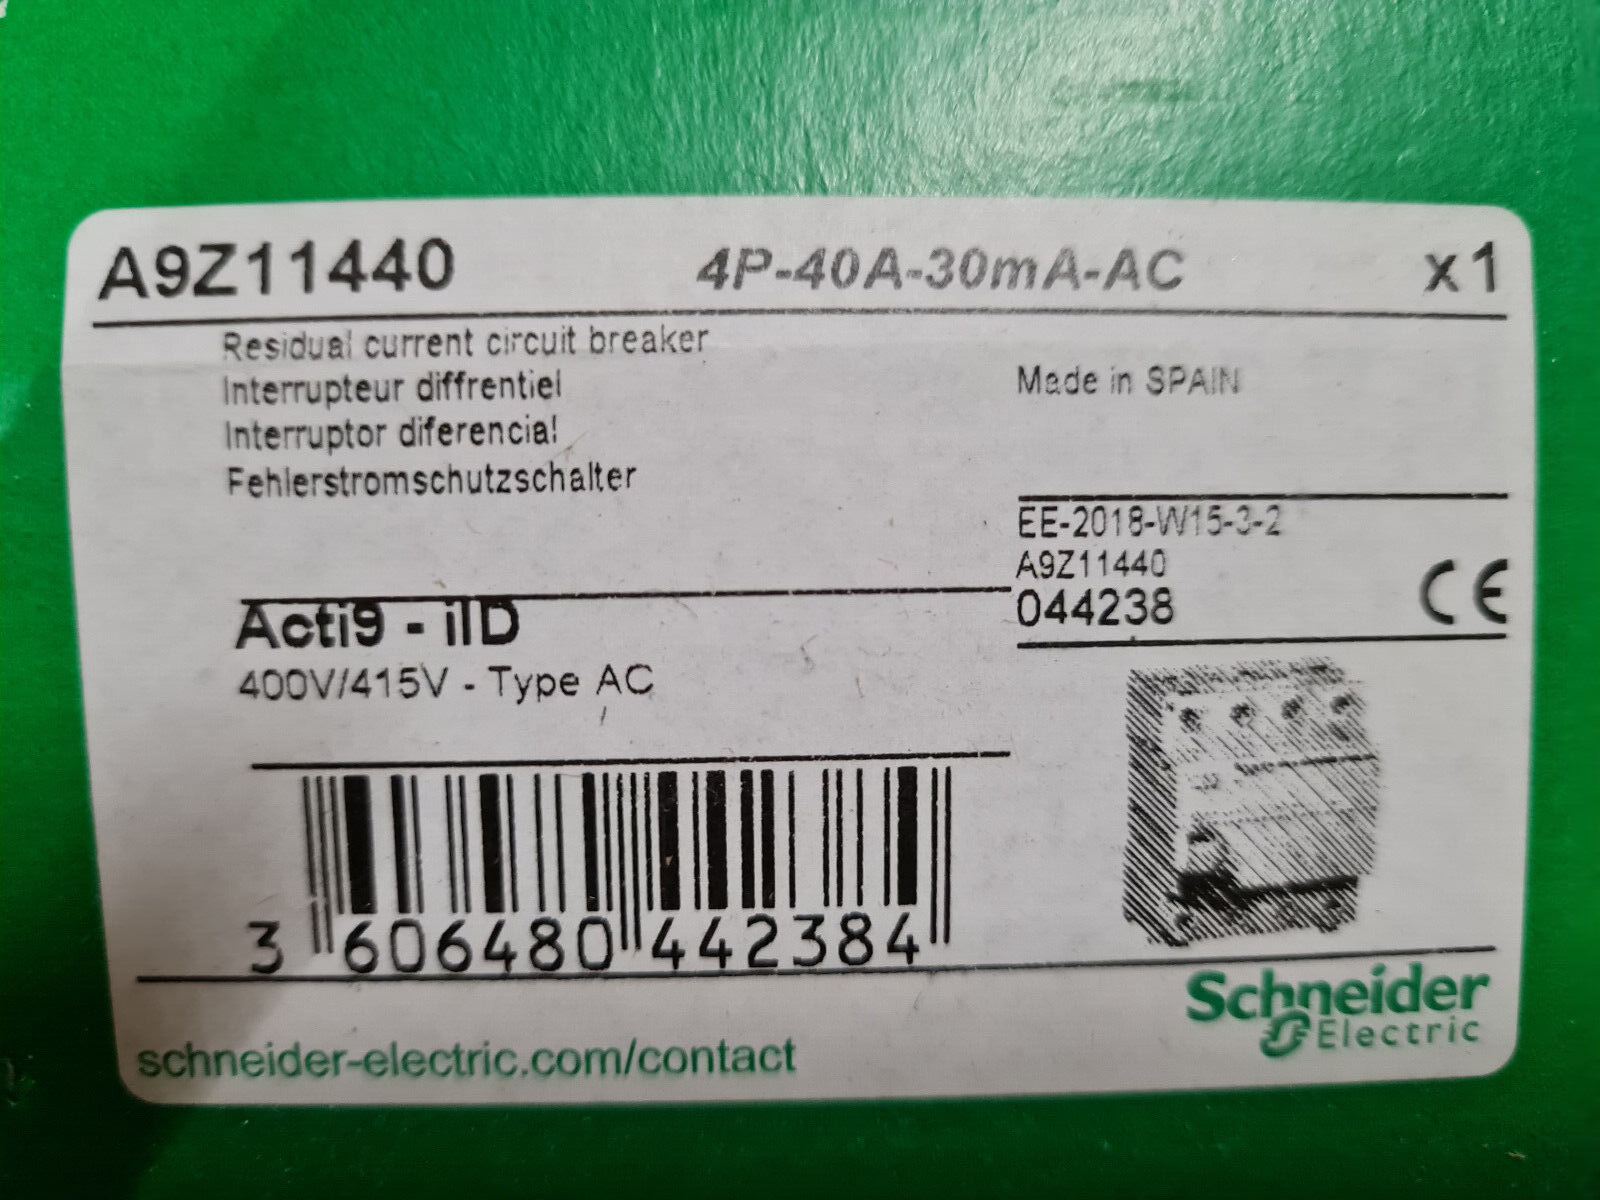 A9Z11440 4P-40A-30mA-AC x1
Residual current circuit breaker
Interrupteur diffrentiel
Interruptor diferencial
Fehlerstromschutzschalter
Made in SPAIN
EE-2018-W15-3-2
A9Z11440
044238
CE
Acti9 - iID
400V/415V - Type AC
3 606480 442384
Schneider
Electric
schneider-electric.com/contact